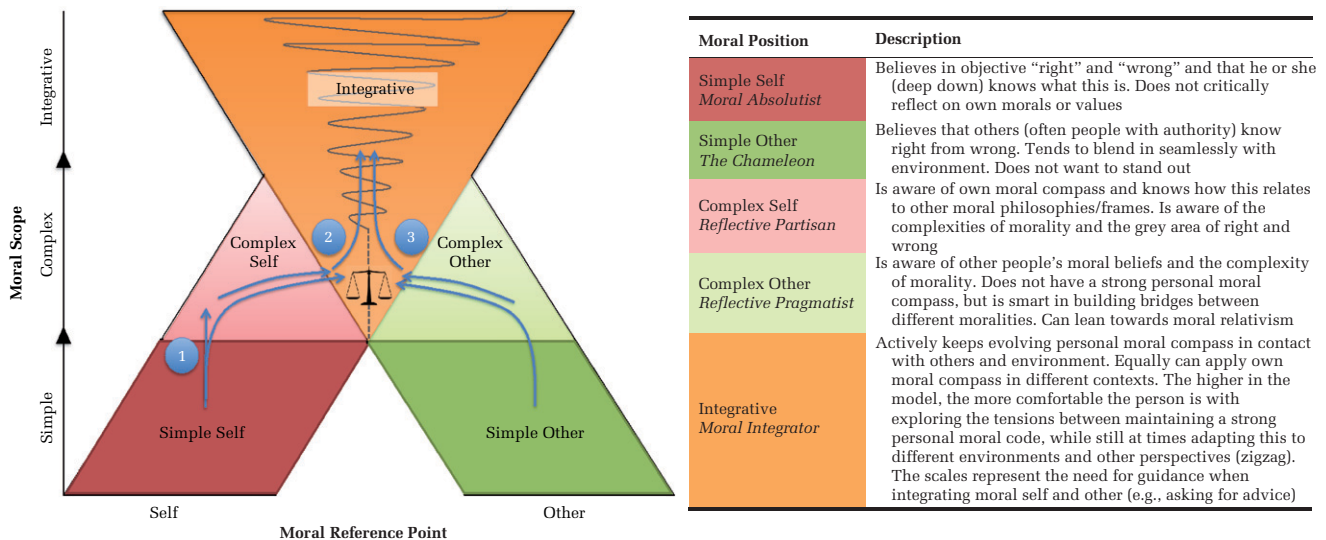 Integrative
Complex
Simple
Moral Scope
Integrative
Complex
Self
2
3
Complex
Other
1
Simple Self
Simple Other
Self
Other
Moral Reference Point
Moral Position
Description
Simple Self
Moral Absolutist
Believes in objective “right” and “wrong” and that he or she
(deep down) knows what this is. Does not critically
reflect on own morals or values
Simple Other
The Chameleon
Believes that others (often people with authority) know
right from wrong. Tends to blend in seamlessly with
environment. Does not want to stand out
Complex Self
Reflective Partisan
Is aware of own moral compass and knows how this relates
to other moral philosophies/frames. Is aware of the
complexities of morality and the grey area of right and
wrong
Complex Other
Reflective Pragmatist
Is aware of other people’s moral beliefs and the complexity
of morality. Does not have a strong personal moral
compass, but is smart in building bridges between
different moralities. Can lean towards moral relativism
Integrative
Moral Integrator
Actively keeps evolving personal moral compass in contact
with others and environment. Equally can apply own
moral compass in different contexts. The higher in the
model, the more comfortable the person is with
exploring the tensions between maintaining a strong
personal moral code, while still at times adapting this to
different environments and other perspectives (zigzag).
The scales represent the need for guidance when
integrating moral self and other (e.g., asking for advice)